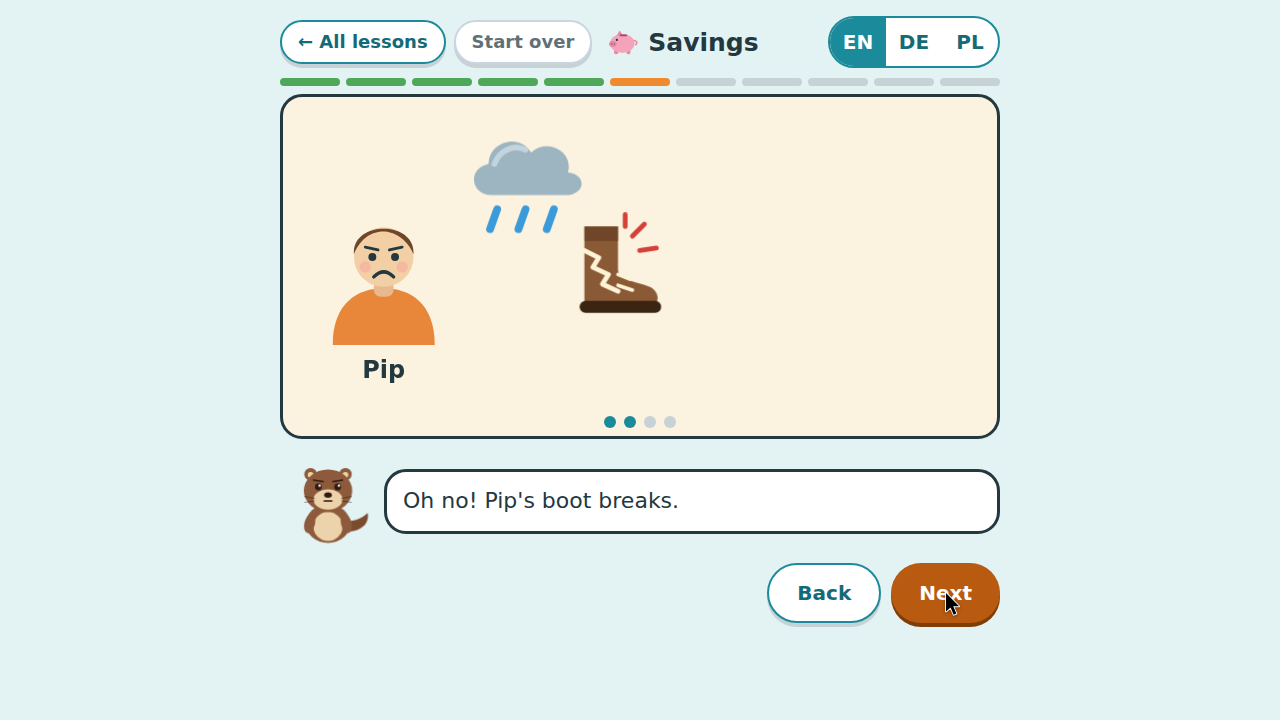 ← All lessons
Start over
Savings
EN DE PL
Pip
Oh no! Pip's boot breaks.
Back
Next